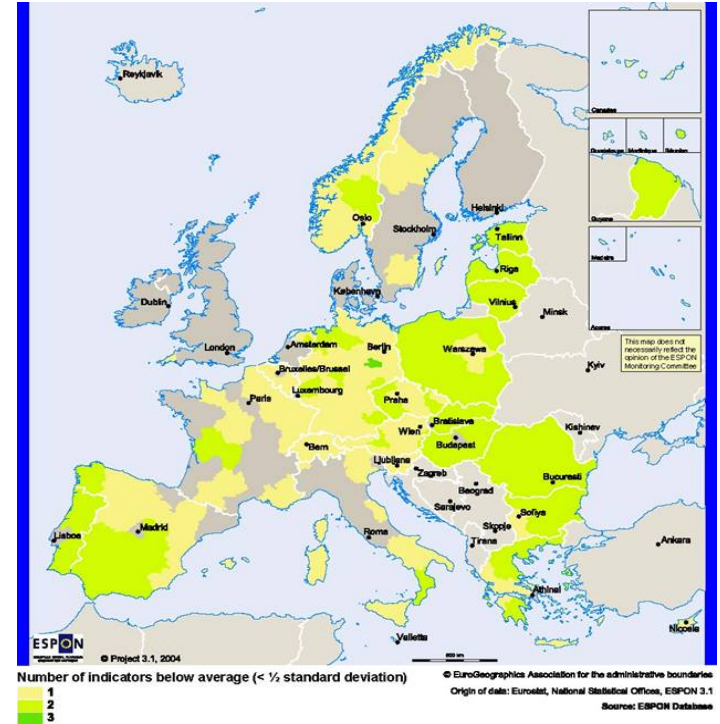 Reykjavik
Canarias
Guadeloupe
Martinique
Réunion
Guyane
Madeira
Acores
This map does not
necessarily reflect the
opinion of the ESPON
Monitoring Committee
Oslo
Helsinki
Stockholm
Tallinn
Riga
Dublin
København
Vilnius
Minsk
London
Amsterdam
Berlin
Warszawa
Kyiv
Bruxelles/Brussel
Luxembourg
Praha
Paris
Bratislava
Kishinev
Wien
Budapest
Bern
Ljubljana
Zagreb
Bucuresti
Beograd
Sarajevo
Sofiya
Skopje
Madrid
Lisboa
Roma
Tirana
Ankara
Athinai
Nicosia
Valletta
ESPON
© Project 3.1, 2004
Number of indicators below average (< ½ standard deviation)
1
2
3
© EuroGeographics Association for the administrative boundaries
Origin of data: Eurostat, National Statistical Offices, ESPON 3.1
Source: ESPON Database